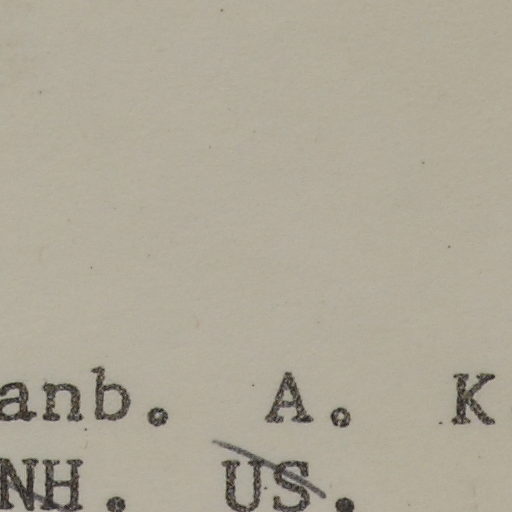 anb. A. K
NH. US.